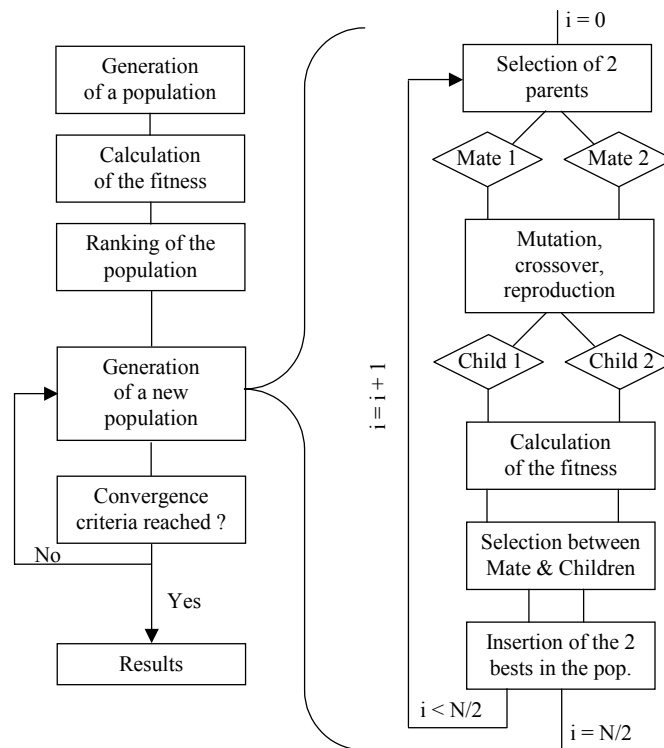 Generation
of a population
Calculation
of the fitness
Ranking of the
population
Generation
of a new
population
Convergence
criteria reached ?
No
Yes
Results
i = 0
Selection of 2
parents
Mate 1
Mate 2
Mutation,
crossover,
reproduction
Child 1
Child 2
i = i + 1
Calculation
of the fitness
Selection between
Mate & Children
Insertion of the 2
bests in the pop.
i < N/2
i = N/2